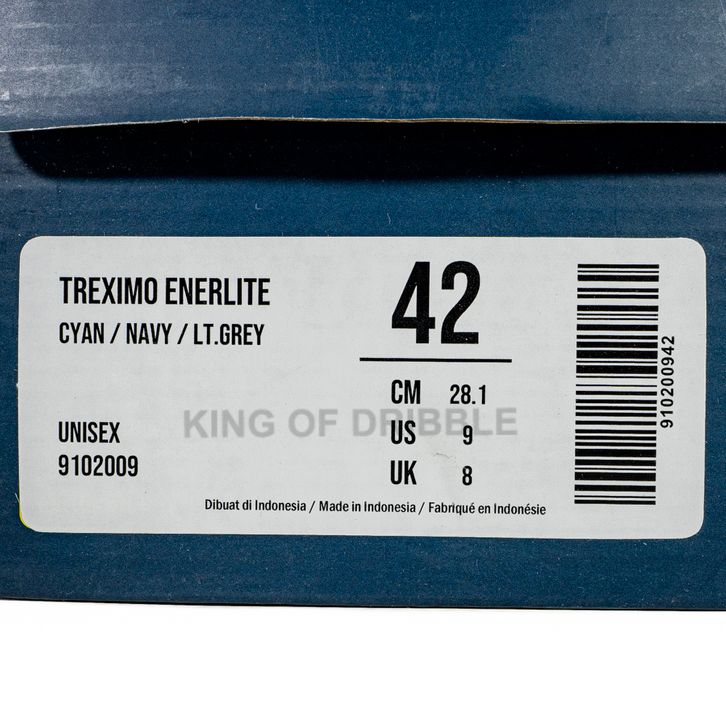 TREXIMO ENERLITE
CYAN / NAVY / LT.GREY
UNISEX
9102009
42
CM 28.1
US 9
UK 8
KING OF DRIBBLE
Dibuat di Indonesia / Made in Indonesia / Fabriqué en Indonésie
910200942